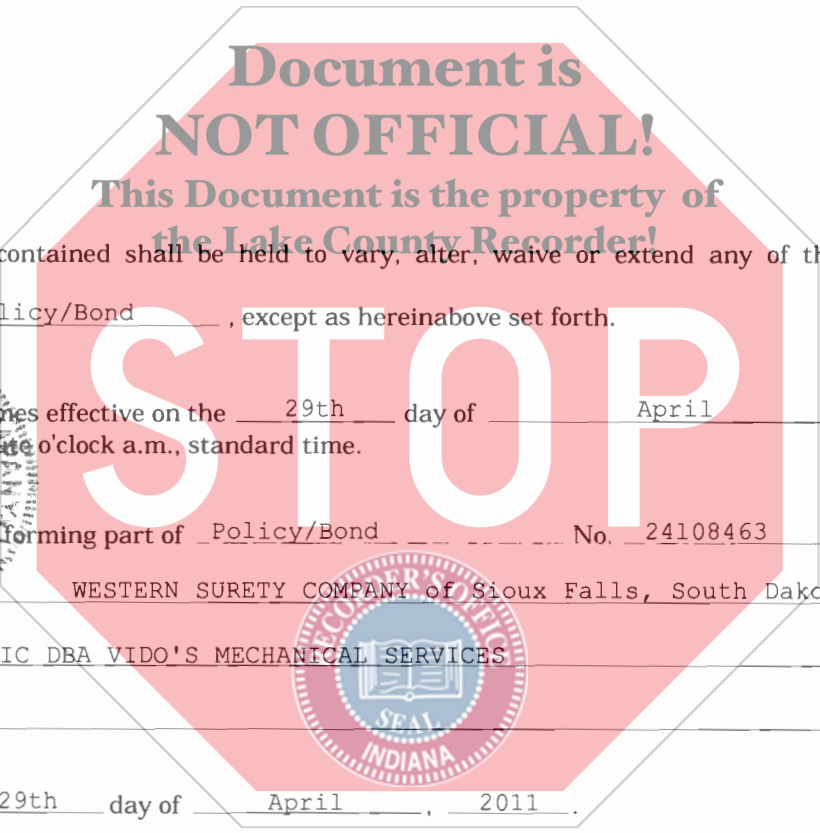 Document is
NOT OFFICIAL!
This Document is the property of
the Lake County Recorder!
contained shall be held to vary, alter, waive or extend any of th
licy/Bond , except as hereinabove set forth.
STOP
mes effective on the 29th day of April
o'clock a.m., standard time.
forming part of Policy/Bond No. 24108463
WESTERN SURETY COMPANY of Sioux Falls, South Dako
IC DBA VIDO'S MECHANICAL SERVICES
RECORDER'S OFFICE
SEAL
INDIANA
29th day of April , 2011 .